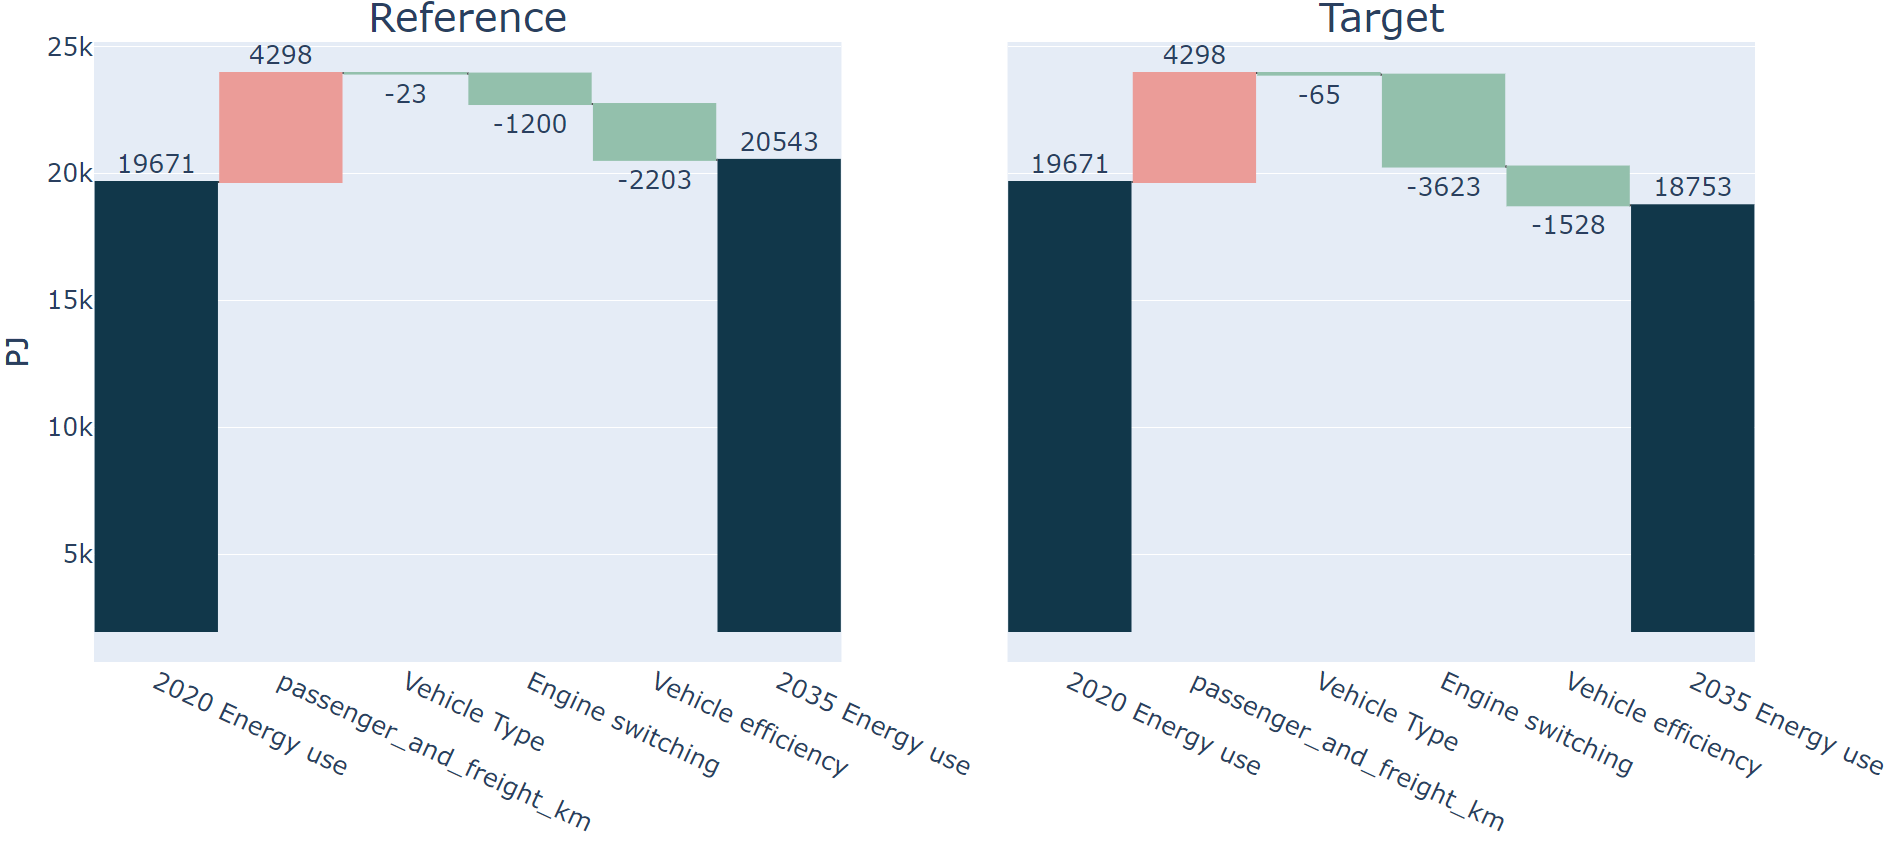 Reference
Target
25k
20k
15k
10k
5k
PJ
19671
4298
-23
-1200
-2203
20543
19671
4298
-65
-3623
-1528
18753
2020 Energy use
passenger_and_freight_km
Vehicle Type
Engine switching
Vehicle efficiency
2035 Energy use
2020 Energy use
passenger_and_freight_km
Vehicle Type
Engine switching
Vehicle efficiency
2035 Energy use